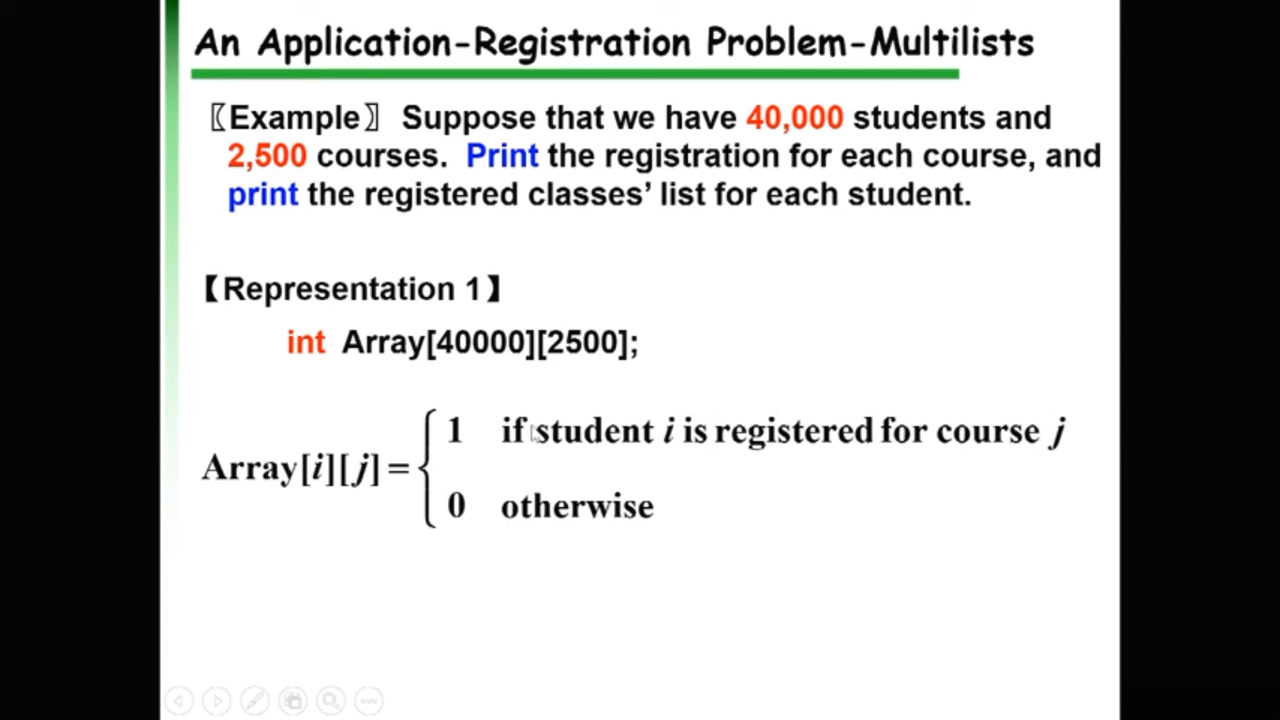 An Application-Registration Problem-Multilists
〖Example〗 Suppose that we have 40,000 students and
2,500 courses. Print the registration for each course, and
print the registered classes’ list for each student.
【Representation 1】
int Array[40000][2500];
1 if student i is registered for course j
Array[i][j] = {
0 otherwise